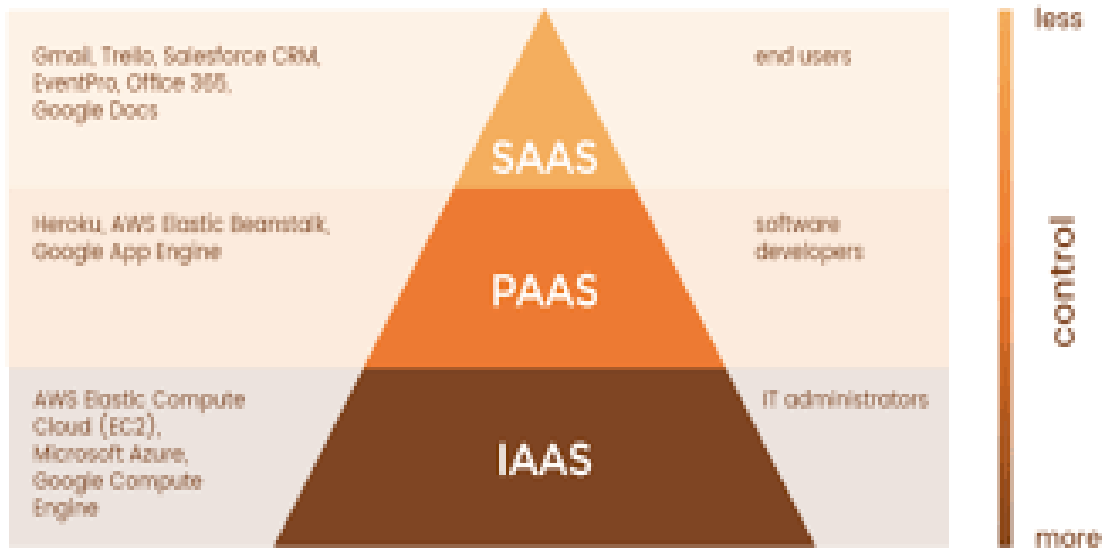 Gmail, Trello, Salesforce CRM,
EventPro, Office 365,
Google Docs
SAAS
end users
Heroku, AWS Elastic Beanstalk,
Google App Engine
PAAS
software
developers
AWS Elastic Compute
Cloud (EC2),
Microsoft Azure,
Google Compute
Engine
IAAS
IT administrators
less
control
more